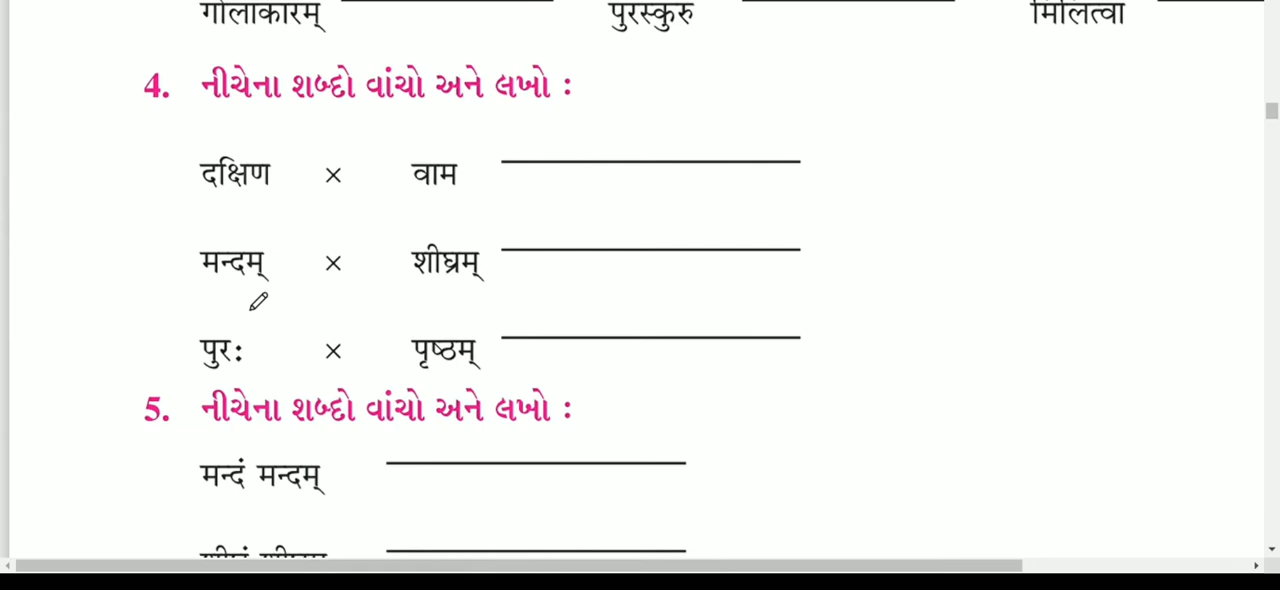 गोलाकारम् पुरस्कुरु मिलित्वा
4. નીચેના શબ્દો વાંચો અને લખો :
दक्षिण × वाम
मन्दम् × शीघ्रम्
पुरः × पृष्ठम्
5. નીચેના શબ્દો વાંચો અને લખો :
मन्दं मन्दम्